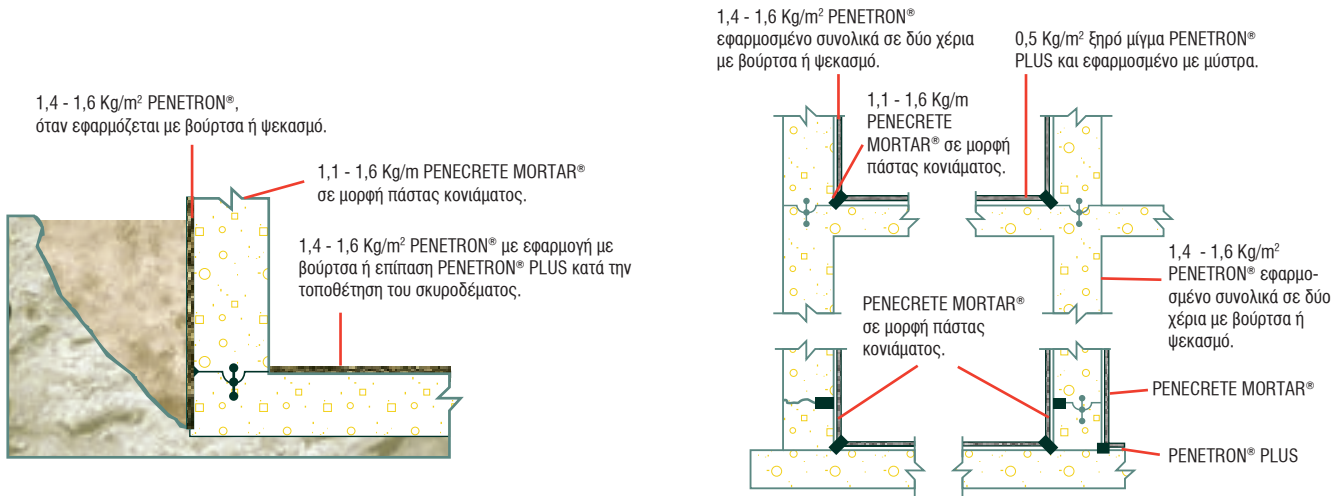 1,4 - 1,6 Kg/m² PENETRON®,
όταν εφαρμόζεται με βούρτσα ή ψεκασμό.
1,1 - 1,6 Kg/m PENECRETE MORTAR®
σε μορφή πάστας κονιάματος.
1,4 - 1,6 Kg/m² PENETRON® με εφαρμογή με
βούρτσα ή επίπαση PENETRON® PLUS κατά την
τοποθέτηση του σκυροδέματος.
1,4 - 1,6 Kg/m² PENETRON®
εφαρμοσμένο συνολικά σε δύο χέρια
με βούρτσα ή ψεκασμό.
0,5 Kg/m² ξηρό μίγμα PENETRON®
PLUS και εφαρμοσμένο με μύστρα.
1,1 - 1,6 Kg/m
PENECRETE
MORTAR® σε μορφή
πάστας κονιάματος.
1,4 - 1,6 Kg/m²
PENETRON® εφαρμο-
σμένο συνολικά σε δύο
χέρια με βούρτσα ή
ψεκασμό.
PENECRETE MORTAR®
σε μορφή πάστας
κονιάματος.
PENECRETE MORTAR®
PENETRON® PLUS